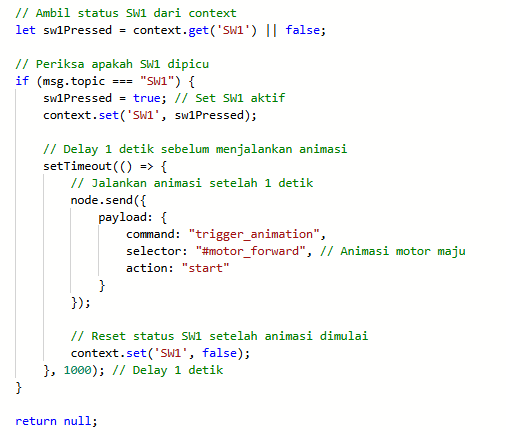 // Ambil status SW1 dari context
let sw1Pressed = context.get('SW1') || false;

// Periksa apakah SW1 dipicu
if (msg.topic === "SW1") {
    sw1Pressed = true; // Set SW1 aktif
    context.set('SW1', sw1Pressed);

    // Delay 1 detik sebelum menjalankan animasi
    setTimeout(() => {
        // Jalankan animasi setelah 1 detik
        node.send({
            payload: {
                command: "trigger_animation",
                selector: "#motor_forward", // Animasi motor maju
                action: "start"
            }
        });

        // Reset status SW1 setelah animasi dimulai
        context.set('SW1', false);
    }, 1000); // Delay 1 detik
}

return null;